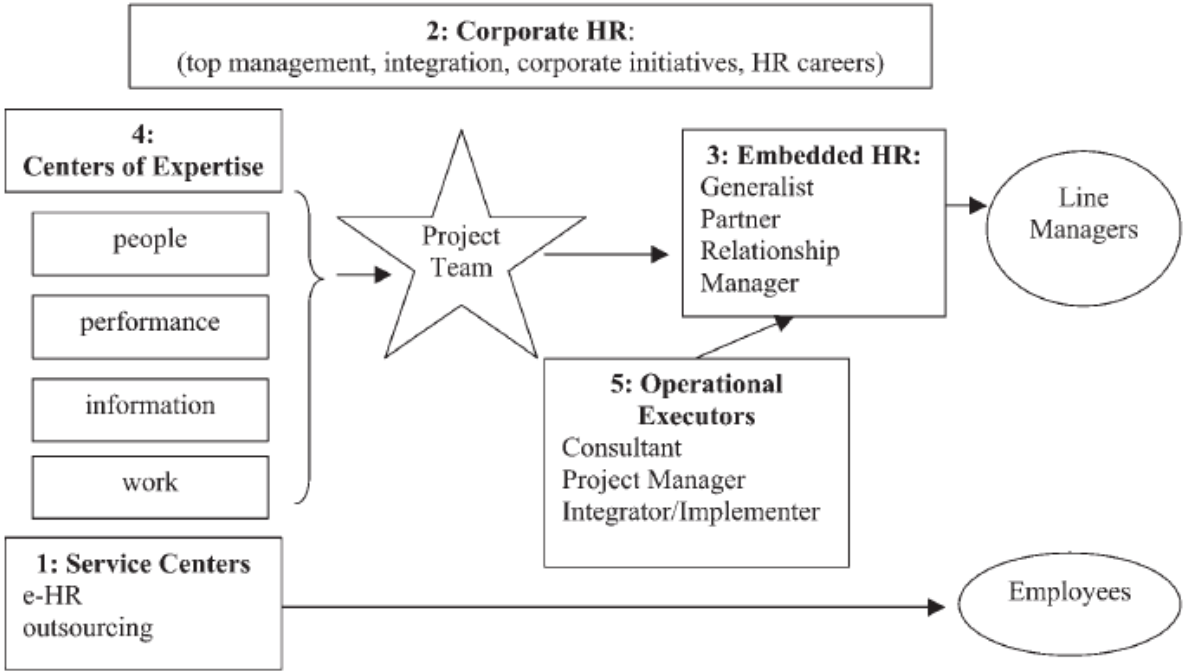 2: Corporate HR:
(top management, integration, corporate initiatives, HR careers)
4:
Centers of Expertise
people
performance
information
work
Project
Team
3: Embedded HR:
Generalist
Partner
Relationship
Manager
Line
Managers
5: Operational
Executors
Consultant
Project Manager
Integrator/Implementer
1: Service Centers
e-HR
outsourcing
Employees